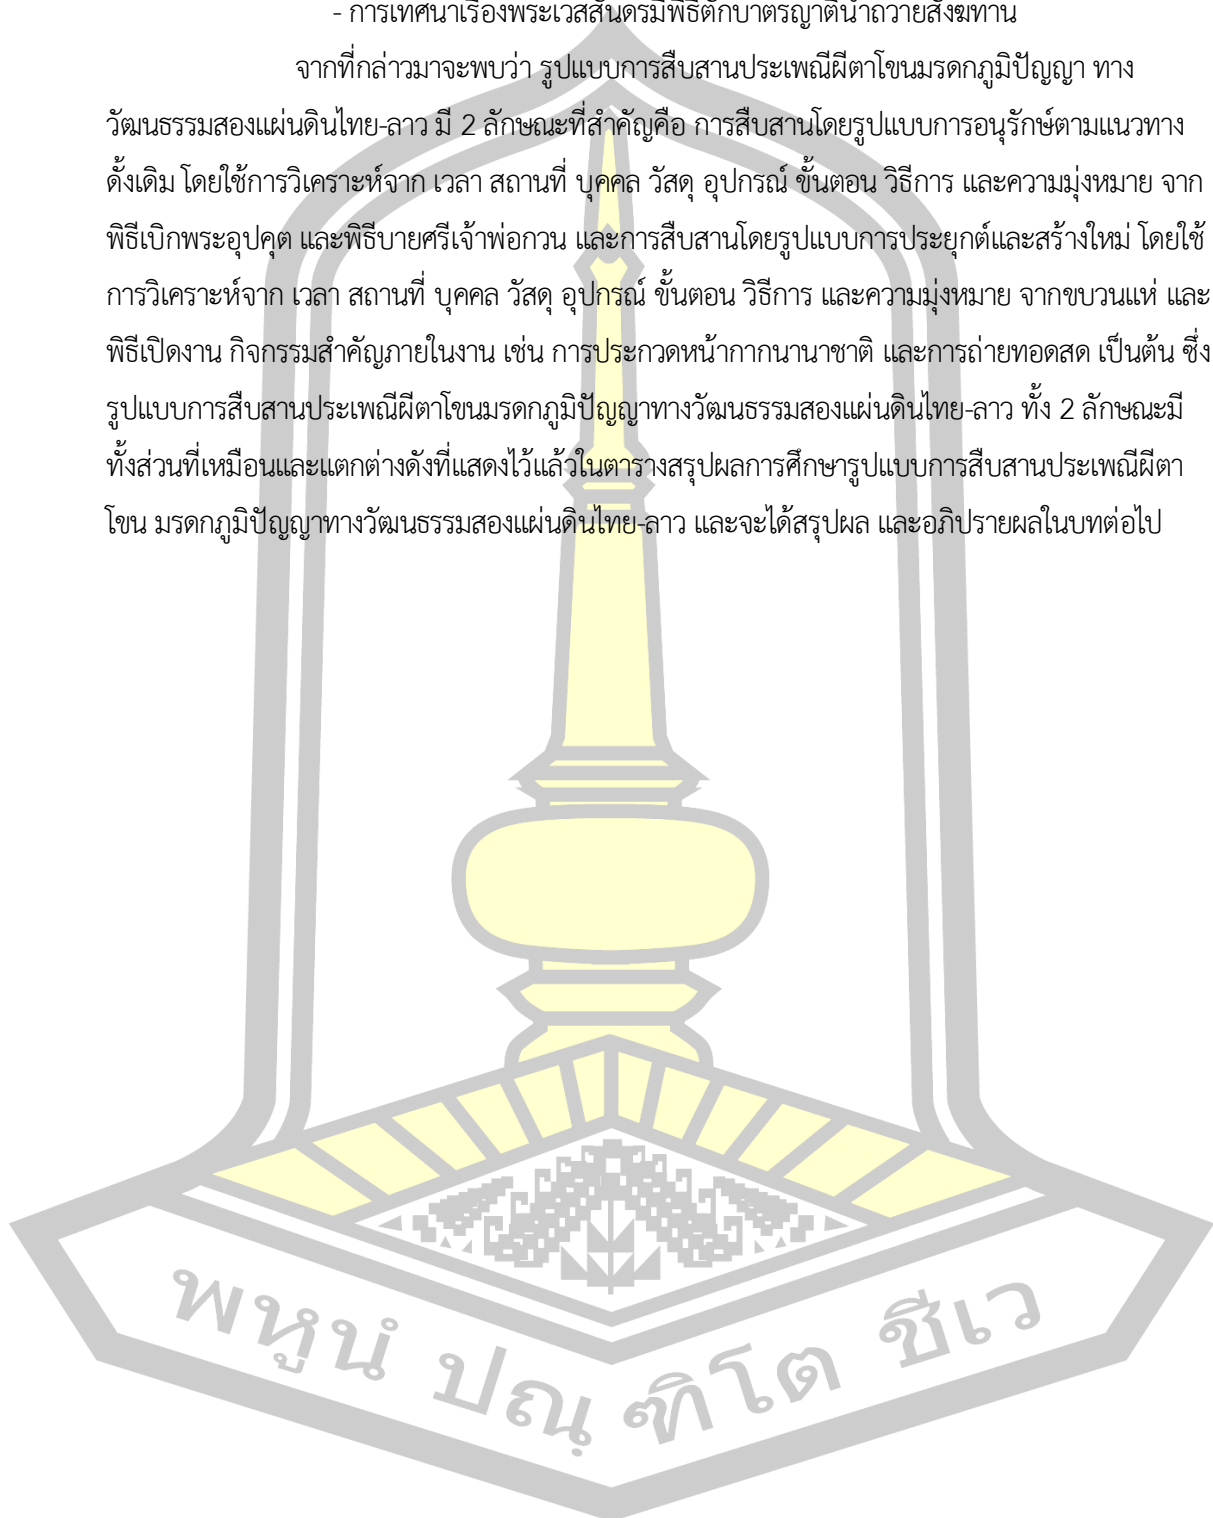 - การเทศนาเรื่องพระเวสสันดรมีพิธีตักบาตรญาตินำถวายสังฆทาน
จากที่กล่าวมาจะพบว่า รูปแบบการสืบสานประเพณีผีตาโขนมรดกภูมิปัญญา ทาง
วัฒนธรรมสองแผ่นดินไทย-ลาว มี 2 ลักษณะที่สำคัญคือ การสืบสานโดยรูปแบบการอนุรักษ์ตามแนวทาง
ดั้งเดิม โดยใช้การวิเคราะห์จาก เวลา สถานที่ บุคคล วัสดุ อุปกรณ์ ขั้นตอน วิธีการ และความมุ่งหมาย จาก
พิธีเบิกพระอุปคุต และพิธีบายศรีเจ้าพ่อกวน และการสืบสานโดยรูปแบบการประยุกต์และสร้างใหม่ โดยใช้
การวิเคราะห์จาก เวลา สถานที่ บุคคล วัสดุ อุปกรณ์ ขั้นตอน วิธีการ และความมุ่งหมาย จากขบวนแห่ และ
พิธีเปิดงาน กิจกรรมสำคัญภายในงาน เช่น การประกวดหน้ากากนานาชาติ และการถ่ายทอดสด เป็นต้น ซึ่ง
รูปแบบการสืบสานประเพณีผีตาโขนมรดกภูมิปัญญาทางวัฒนธรรมสองแผ่นดินไทย-ลาว ทั้ง 2 ลักษณะมี
ทั้งส่วนที่เหมือนและแตกต่างดังที่แสดงไว้แล้วในตารางสรุปผลการศึกษารูปแบบการสืบสานประเพณีผีตา
โขน มรดกภูมิปัญญาทางวัฒนธรรมสองแผ่นดินไทย-ลาว และจะได้สรุปผล และอภิปรายผลในบทต่อไป
พหูนํ ปณฺฑิโต ชีเว